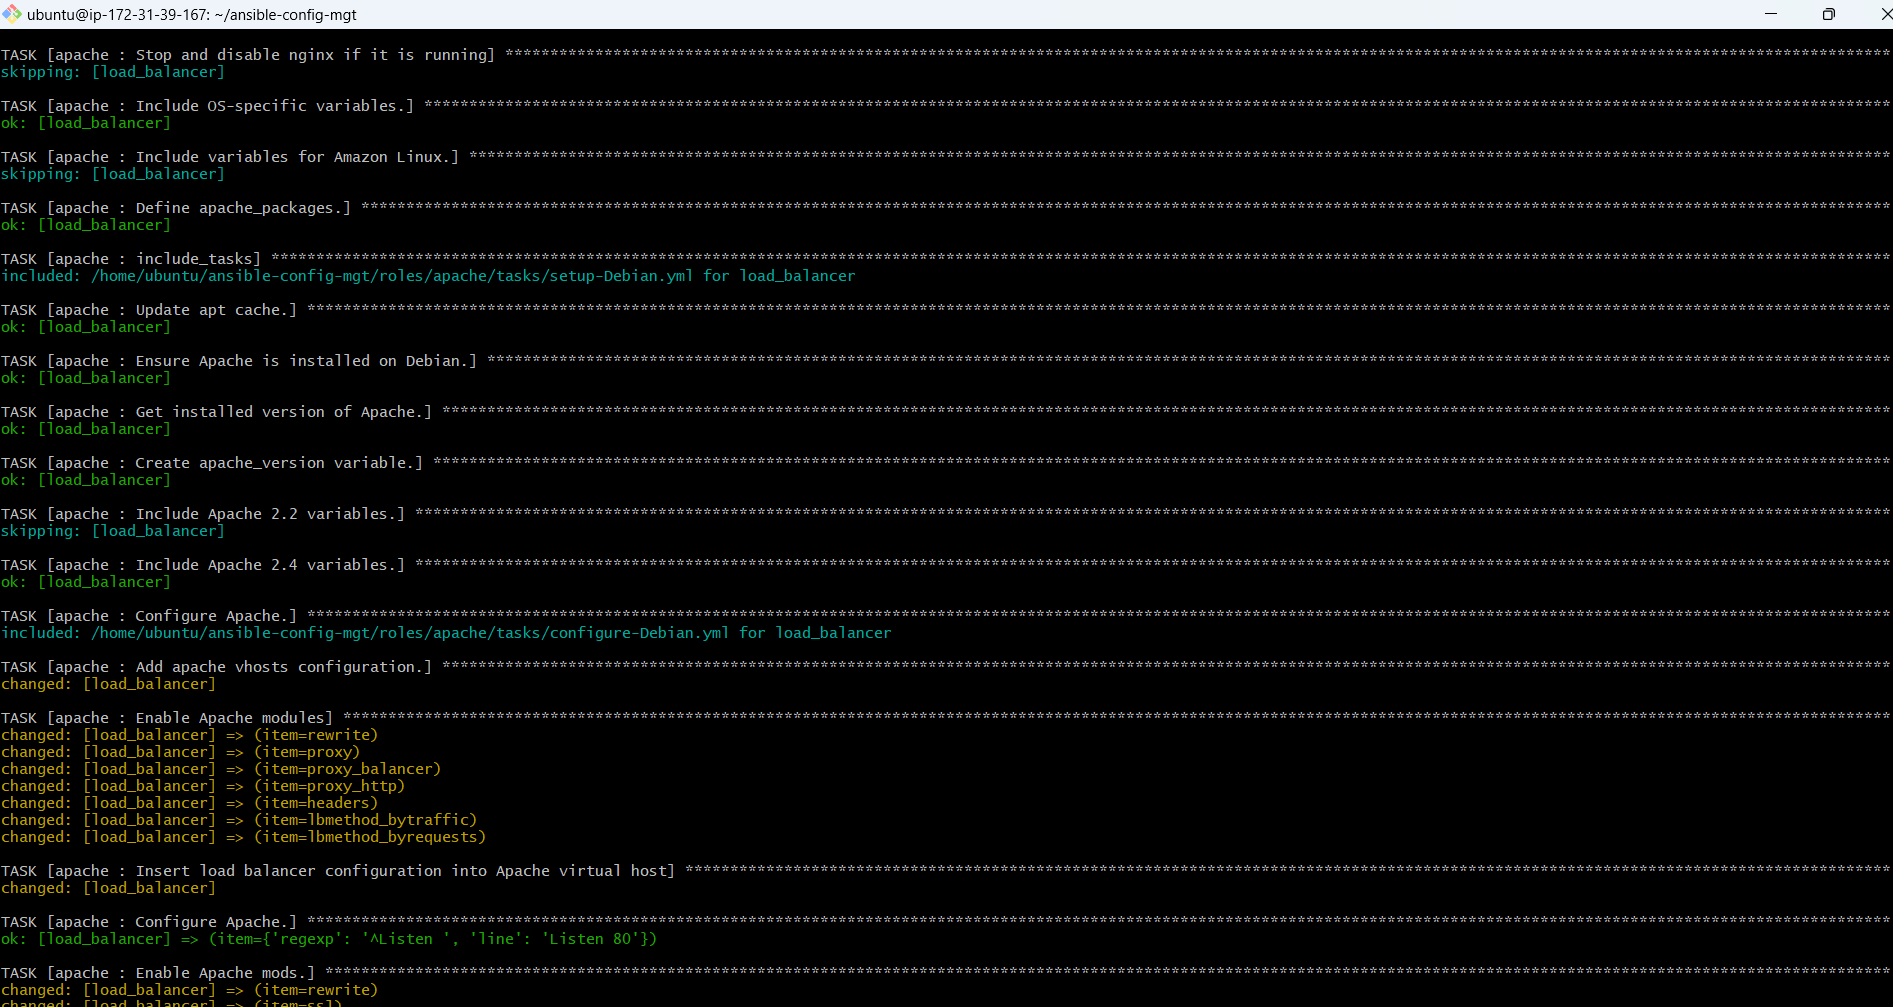 ubuntu@ip-172-31-39-167: ~/ansible-config-mgt
TASK [apache : Stop and disable nginx if it is running] **********************************************************************************************************************************************************
skipping: [load_balancer]
TASK [apache : Include OS-specific variables.] *******************************************************************************************************************************************************************
ok: [load_balancer]
TASK [apache : Include variables for Amazon Linux.] **************************************************************************************************************************************************************
skipping: [load_balancer]
TASK [apache : Define apache_packages.] **************************************************************************************************************************************************************************
ok: [load_balancer]
TASK [apache : include_tasks] ************************************************************************************************************************************************************************************
included: /home/ubuntu/ansible-config-mgt/roles/apache/tasks/setup-Debian.yml for load_balancer
TASK [apache : Update apt cache.] ********************************************************************************************************************************************************************************
ok: [load_balancer]
TASK [apache : Ensure Apache is installed on Debian.] ************************************************************************************************************************************************************
ok: [load_balancer]
TASK [apache : Get installed version of Apache.] *****************************************************************************************************************************************************************
ok: [load_balancer]
TASK [apache : Create apache_version variable.] ******************************************************************************************************************************************************************
ok: [load_balancer]
TASK [apache : Include Apache 2.2 variables.] ********************************************************************************************************************************************************************
skipping: [load_balancer]
TASK [apache : Include Apache 2.4 variables.] ********************************************************************************************************************************************************************
ok: [load_balancer]
TASK [apache : Configure Apache.] ********************************************************************************************************************************************************************************
included: /home/ubuntu/ansible-config-mgt/roles/apache/tasks/configure-Debian.yml for load_balancer
TASK [apache : Add apache vhosts configuration.] *****************************************************************************************************************************************************************
changed: [load_balancer]
TASK [apache : Enable Apache modules] ****************************************************************************************************************************************************************************
changed: [load_balancer] => (item=rewrite)
changed: [load_balancer] => (item=proxy)
changed: [load_balancer] => (item=proxy_balancer)
changed: [load_balancer] => (item=proxy_http)
changed: [load_balancer] => (item=headers)
changed: [load_balancer] => (item=lbmethod_bytraffic)
changed: [load_balancer] => (item=lbmethod_byrequests)
TASK [apache : Insert load balancer configuration into Apache virtual host] **************************************************************************************************************************************
changed: [load_balancer]
TASK [apache : Configure Apache.] ********************************************************************************************************************************************************************************
ok: [load_balancer] => (item={'regexp': '^Listen ', 'line': 'Listen 80'})
TASK [apache : Enable Apache mods.] ******************************************************************************************************************************************************************************
changed: [load_balancer] => (item=rewrite)
changed: [load_balancer] => (item=ssl)